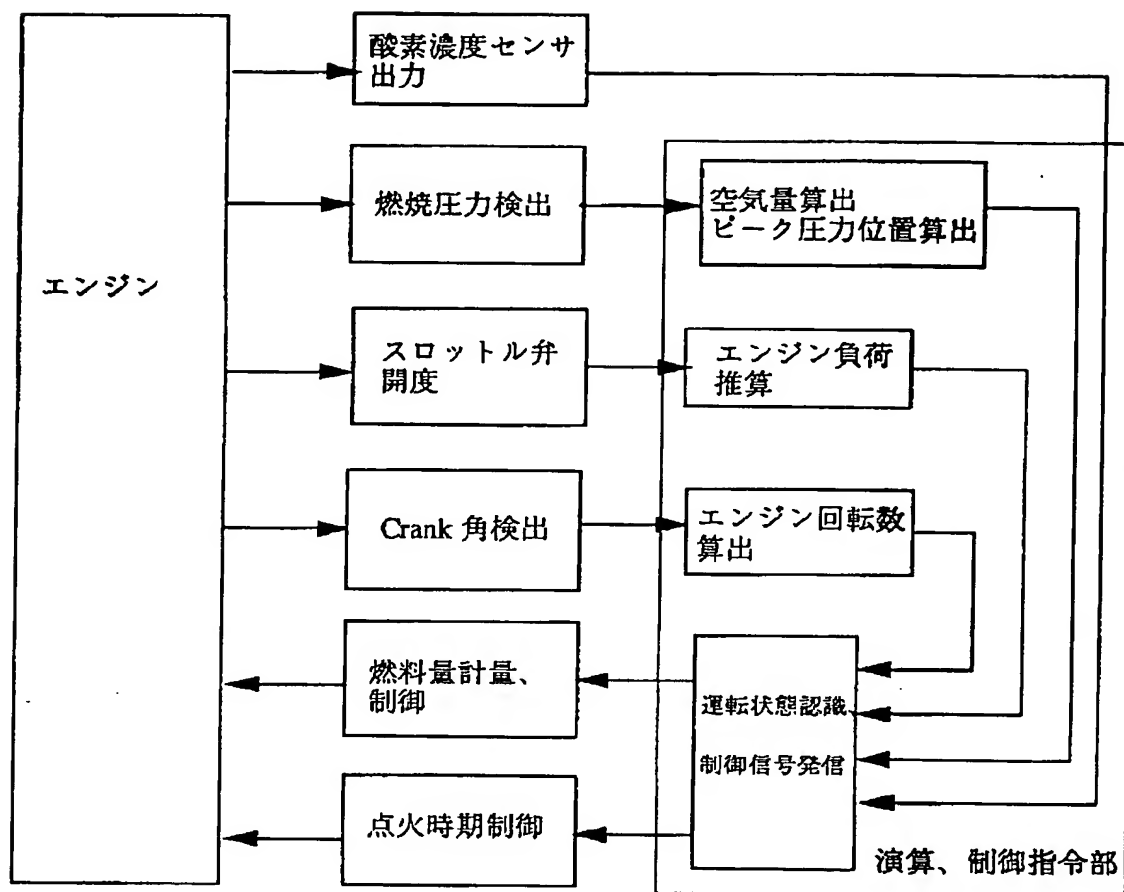 酸素濃度センサ
出力
燃焼圧力検出
空気量算出
ピーク圧力位置算出
エンジン
スロットル弁
開度
エンジン負荷
推算
Crank 角検出
エンジン回転数
算出
燃料量計量、
制御
運転状態認識
制御信号発信
点火時期制御
演算、制御指令部